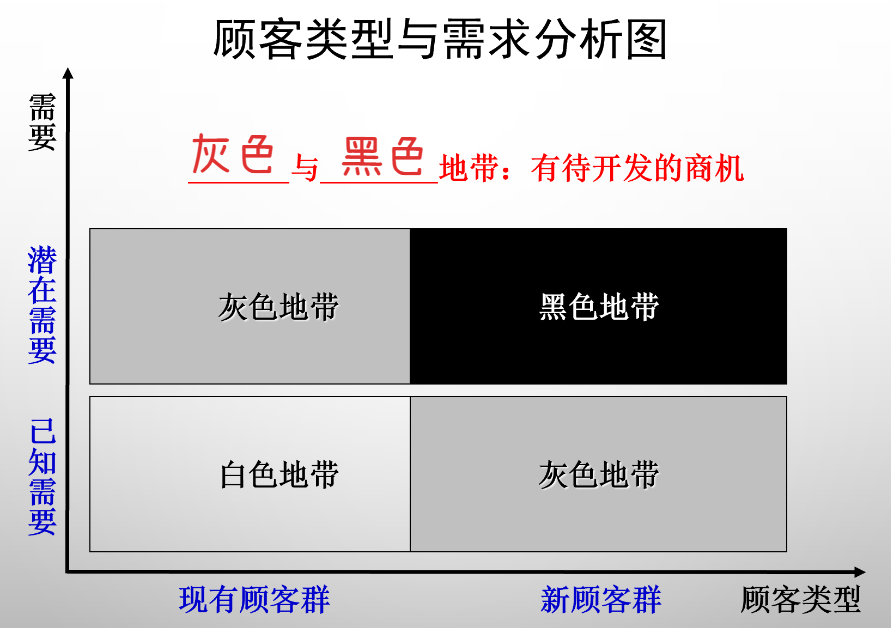 顾客类型与需求分析图
需要
灰色与黑色地带：有待开发的商机
潜在需要
灰色地带
黑色地带
已知需要
白色地带
灰色地带
现有顾客群
新顾客群
顾客类型